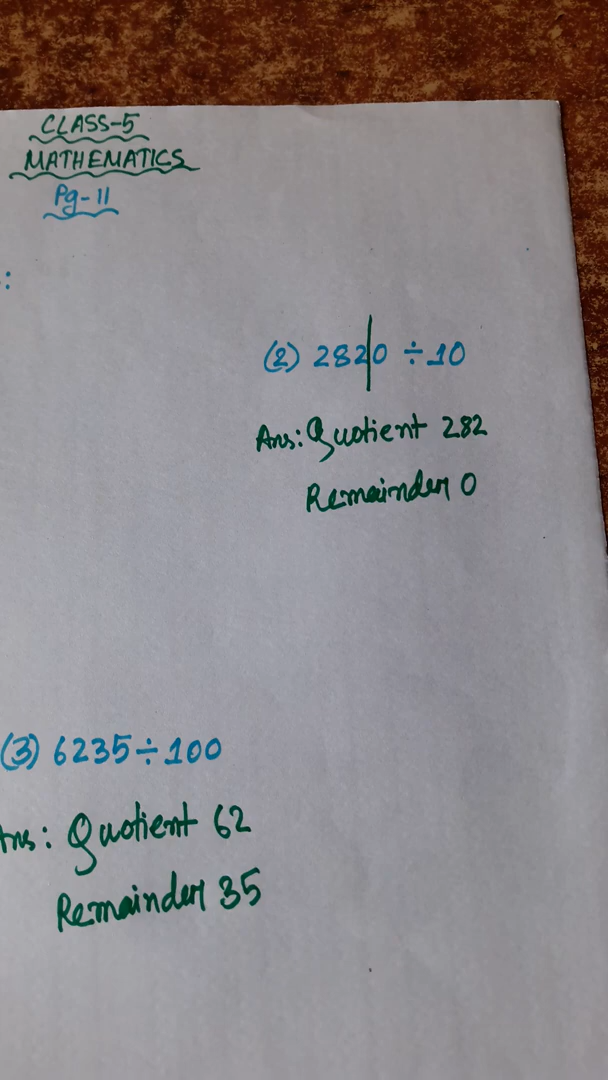 CLASS-5
MATHEMATICS
Pg-11
:
(2) 2820 ÷ 10
Ans: Quotient 282
Remainder 0
(3) 6235 ÷ 100
Ans: Quotient 62
Remainder 35